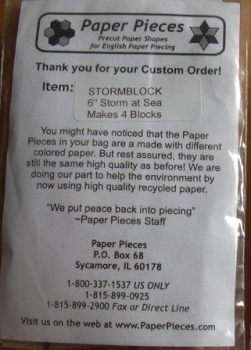 Paper Pieces
Precut Paper Shapes
for English Paper Piecing
Thank you for your Custom Order!
Item:
STORMBLOCK
6" Storm at Sea
Makes 4 Blocks
You might have noticed that the Paper
Pieces in your bag are a made with different
colored paper. But rest assured, they are
still the same high quality as before! We are
doing our part to help the environment by
now using high quality recycled paper.
"We put peace back into piecing"
~Paper Pieces Staff
Paper Pieces
P.O. Box 68
Sycamore, IL 60178
1-800-337-1537 US ONLY
1-815-899-0925
1-815-899-2900 Fax or Direct Line
Visit us on the web at www.PaperPieces.com